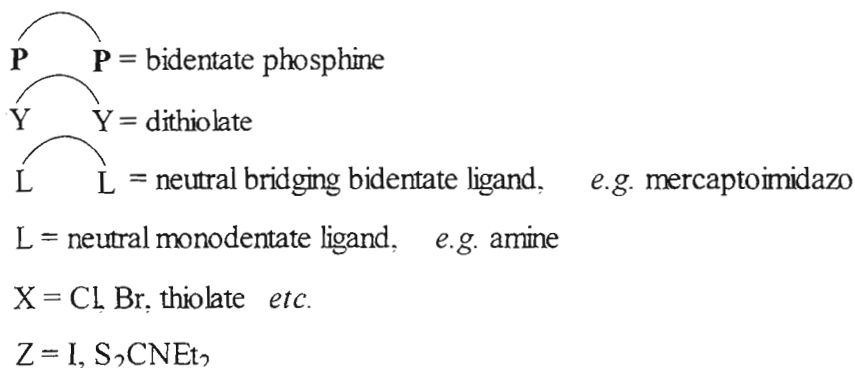 P P = bidentate phosphine
Y Y = dithiolate
L L = neutral bridging bidentate ligand, e.g. mercaptoimidazo
L = neutral monodentate ligand, e.g. amine
X = Cl, Br, thiolate etc.
Z = I, S₂CNEt₂